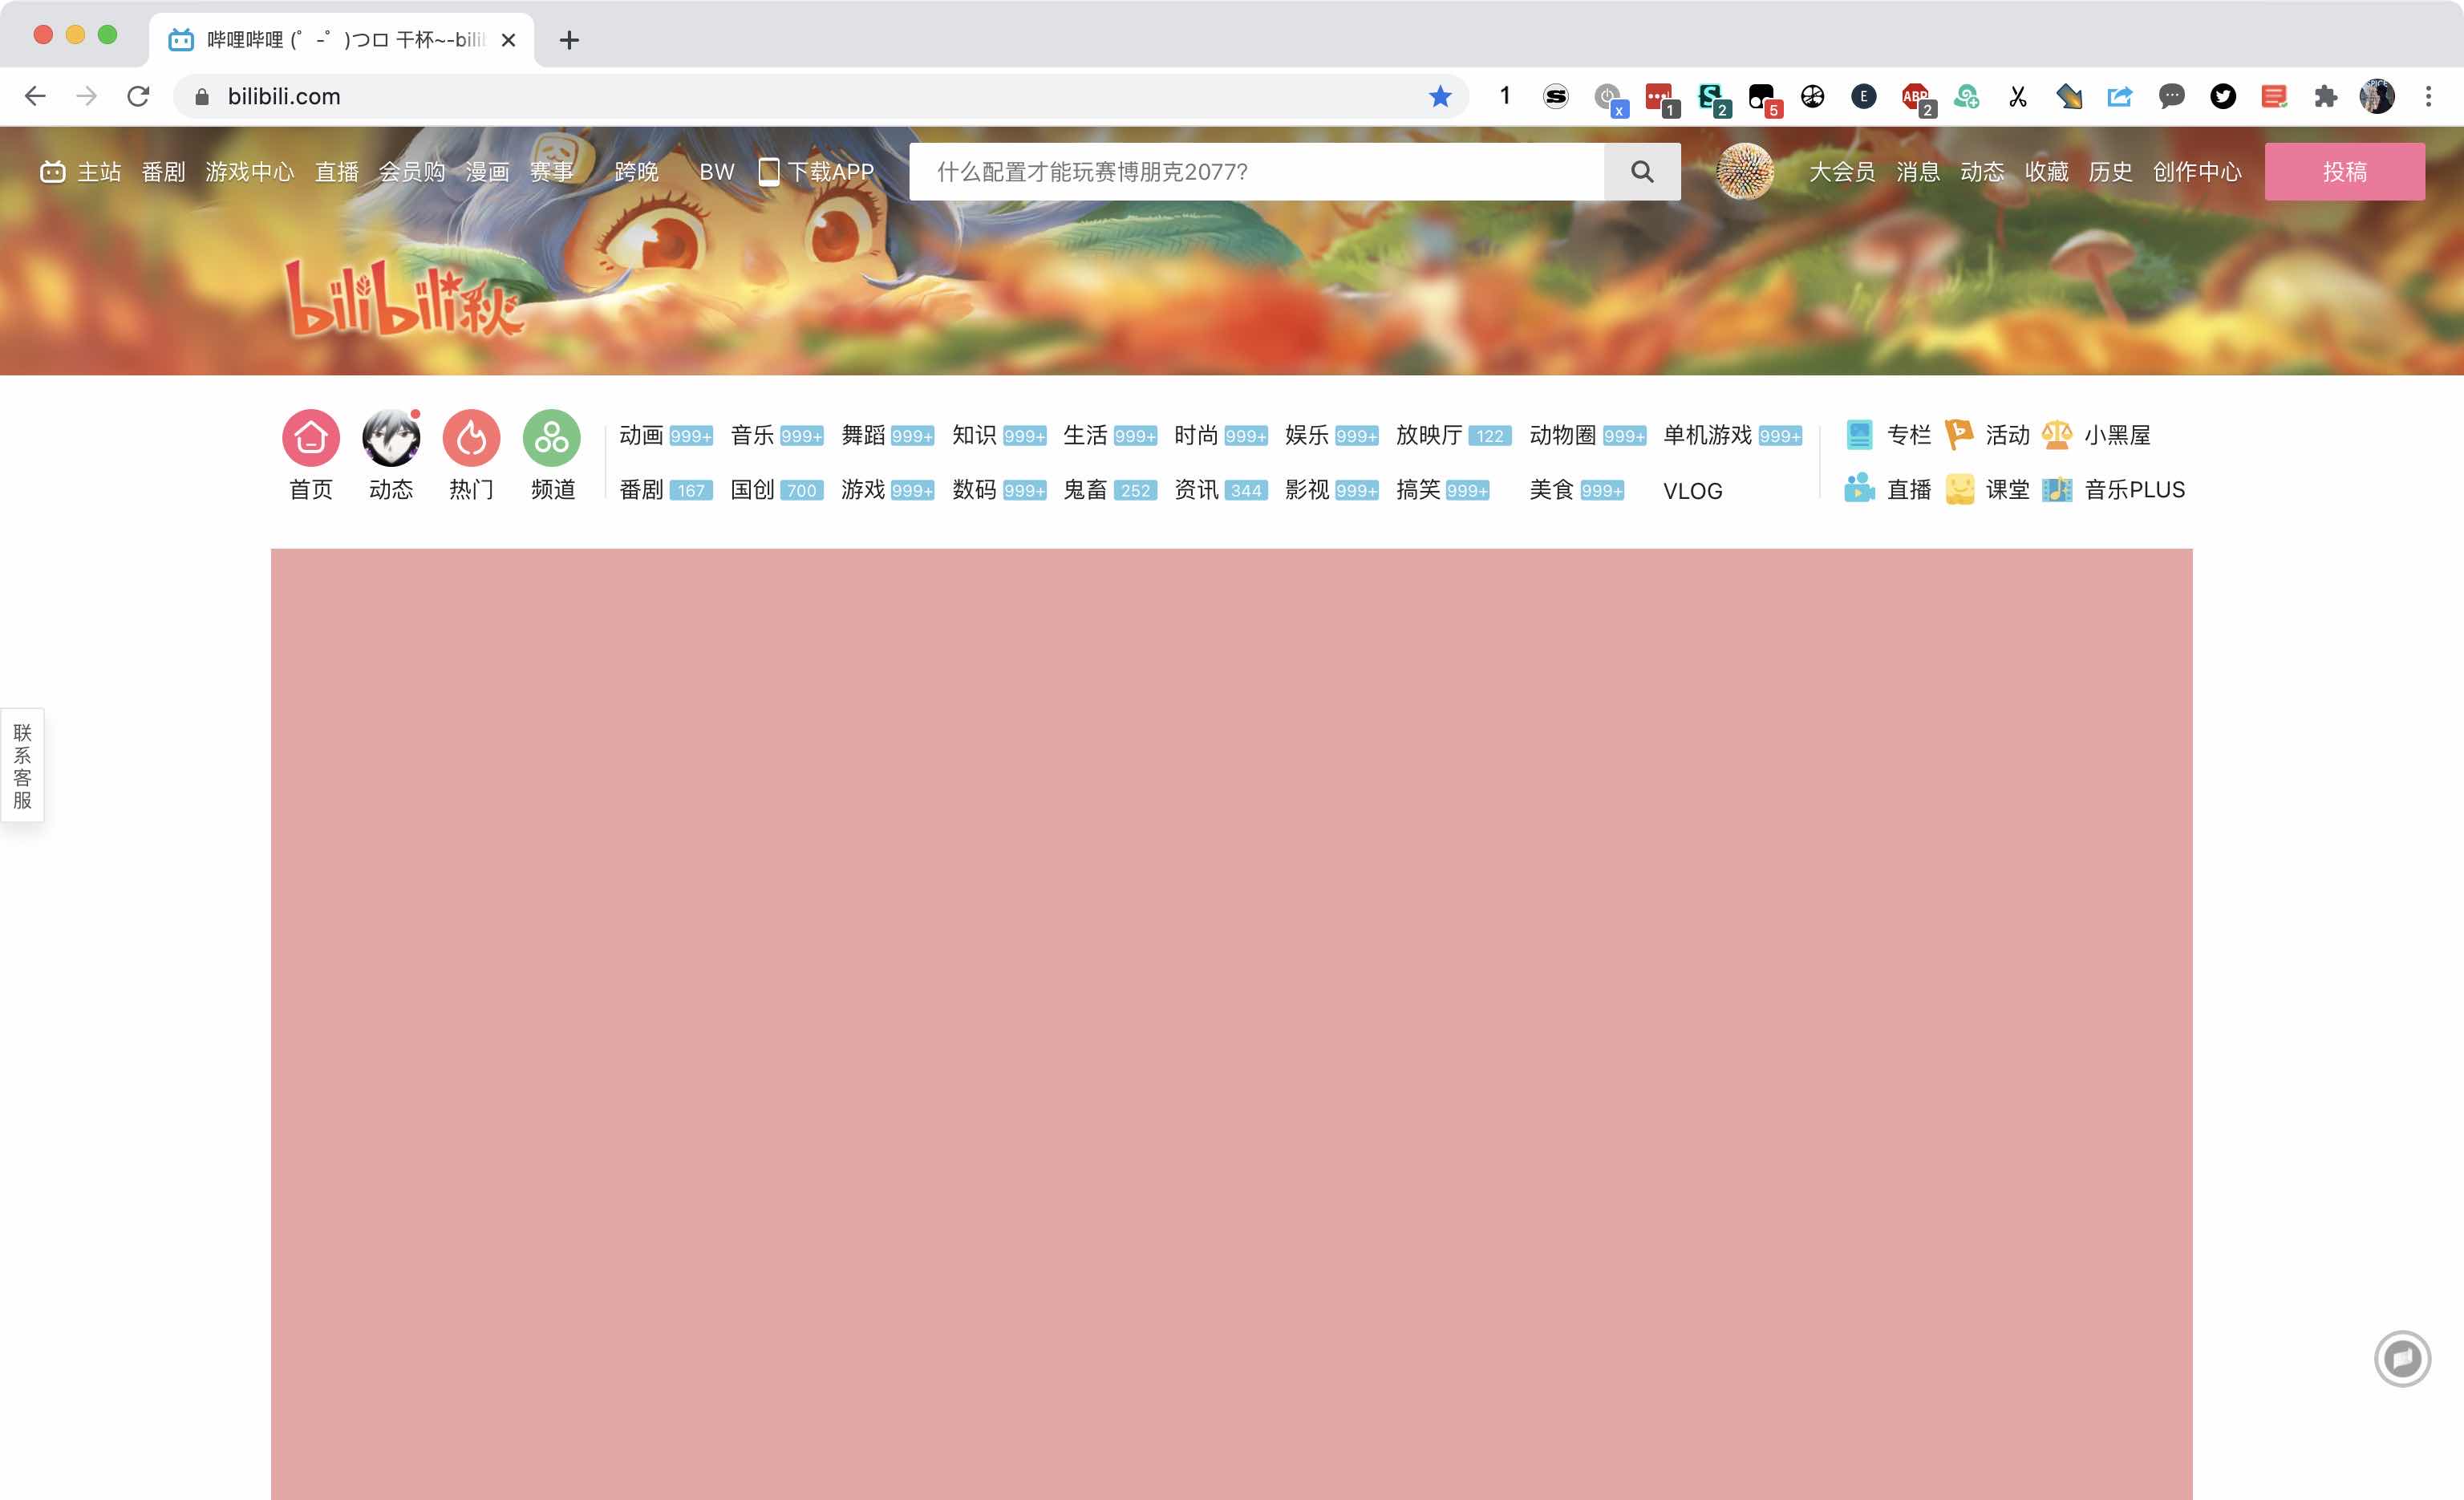 哔哩哔哩 (゜-゜)つロ 干杯~-bili
bilibili.com
1
x
1
2
5
E
ABP
2
主站 番剧 游戏中心 直播 会员购 漫画 赛事 跨晚 BW 下载APP
什么配置才能玩赛博朋克2077?
大会员 消息 动态 收藏 历史 创作中心
投稿
bilibili秋
首页 动态 热门 频道
动画 999+ 音乐 999+ 舞蹈 999+ 知识 999+ 生活 999+ 时尚 999+ 娱乐 999+ 放映厅 122 动物圈 999+ 单机游戏 999+
番剧 167 国创 700 游戏 999+ 数码 999+ 鬼畜 252 资讯 344 影视 999+ 搞笑 999+ 美食 999+ VLOG
专栏 活动 小黑屋
直播 课堂 音乐PLUS
联系客服